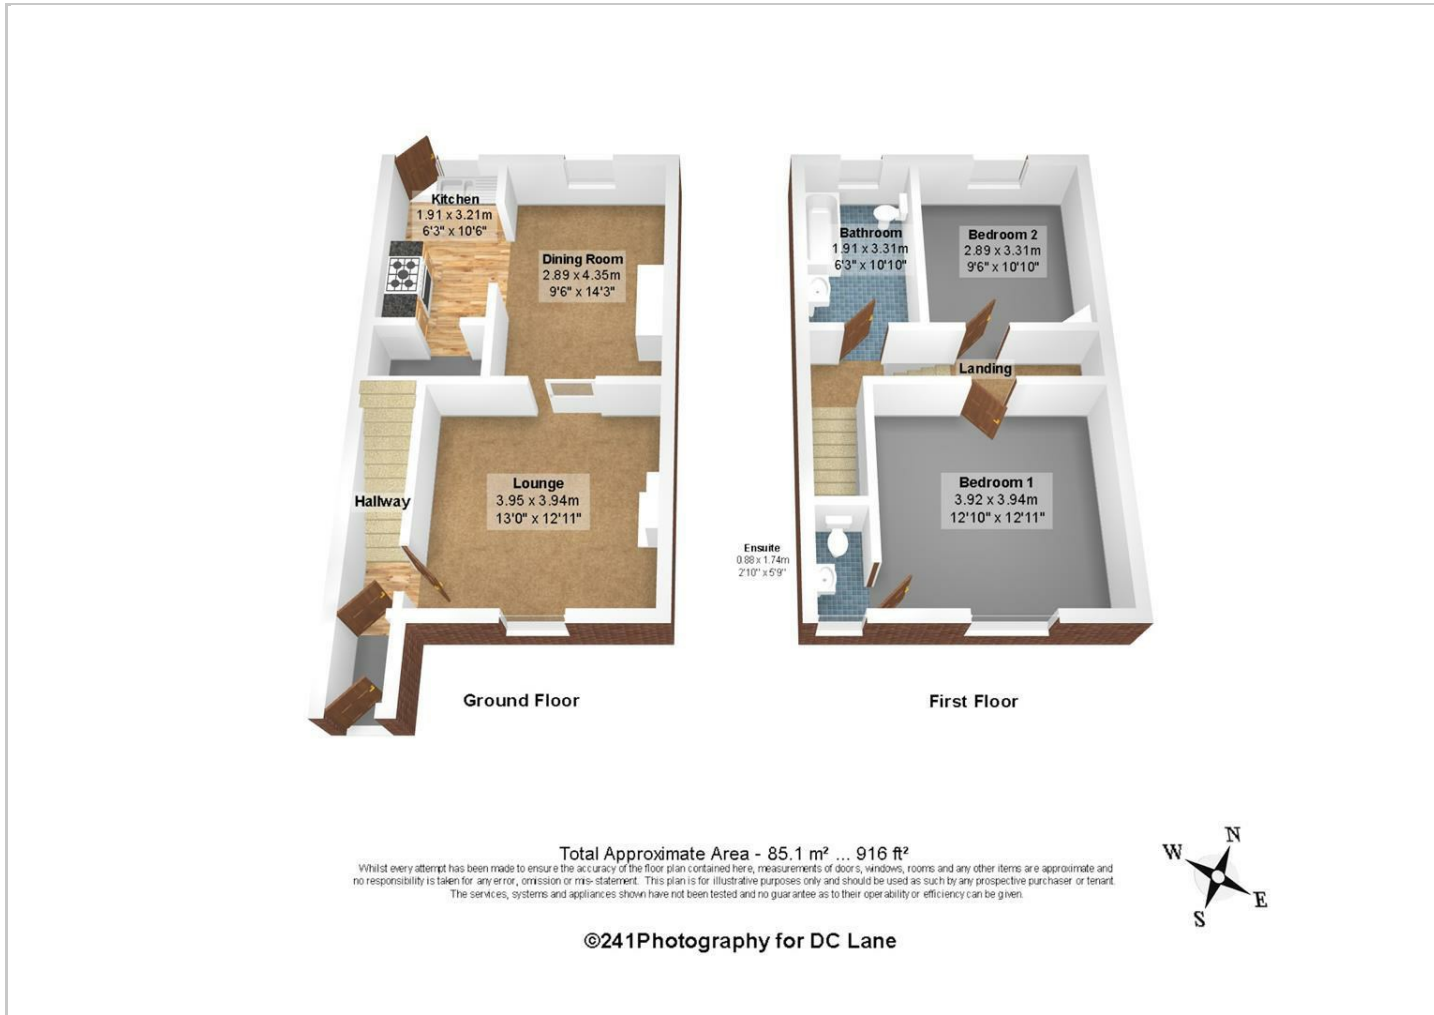 Kitchen
1.91 x 3.21m
6'3" x 10'6"
Dining Room
2.89 x 4.35m
9'6" x 14'3"
Hallway
Lounge
3.95 x 3.94m
13'0" x 12'11"
Ground Floor
Bathroom
1.91 x 3.31m
6'3" x 10'10"
Bedroom 2
2.89 x 3.31m
9'6" x 10'10"
Landing
Bedroom 1
3.92 x 3.94m
12'10" x 12'11"
Ensuite
0.88 x 1.74m
2'10" x 5'9"
First Floor
Total Approximate Area - 85.1 m² ... 916 ft²
Whilst every attempt has been made to ensure the accuracy of the floor plan contained here, measurements of doors, windows, rooms and any other items are approximate and
no responsibility is taken for any error, omission or mis-statement. This plan is for illustrative purposes only and should be used as such by any prospective purchaser or tenant.
The services, systems and appliances shown have not been tested and no guarantee as to their operability or efficiency can be given.
©241Photography for DC Lane
N
W
E
S